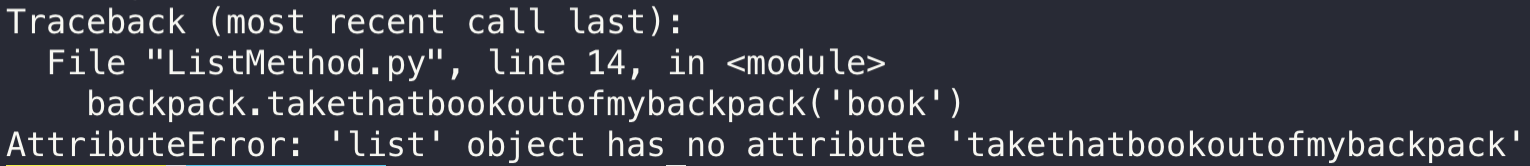 Traceback (most recent call last):
  File "ListMethod.py", line 14, in <module>
    backpack.takethatbookoutofmybackpack('book')
AttributeError: 'list' object has no attribute 'takethatbookoutofmybackpack'